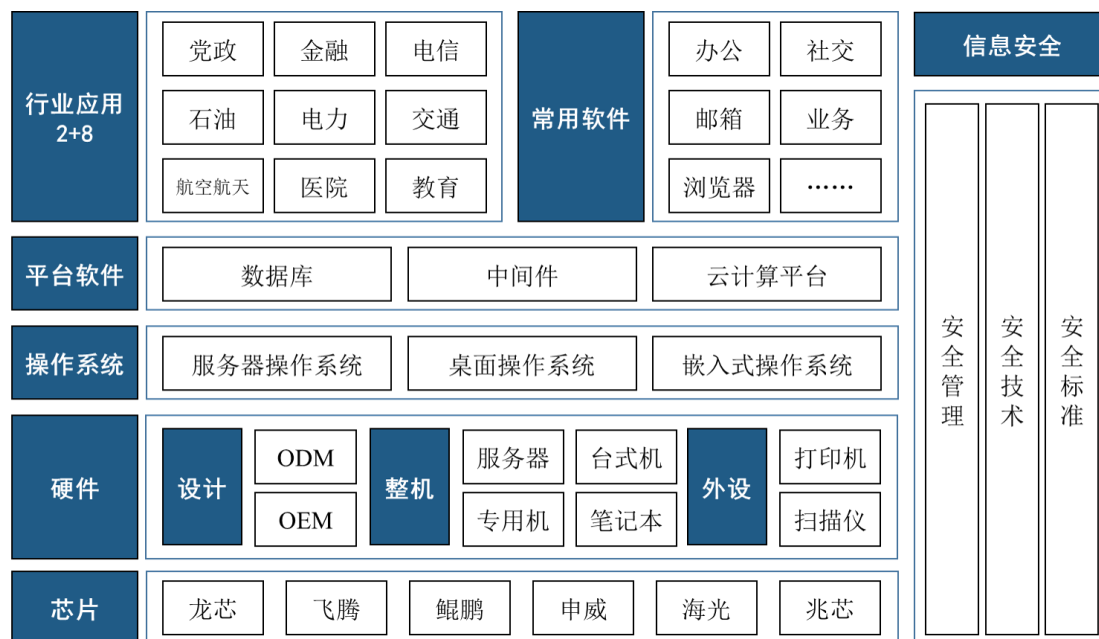 行业应用
2+8
党政
金融
电信
石油
电力
交通
航空航天
医院
教育
常用软件
办公
社交
邮箱
业务
浏览器
……
信息安全
安全管理
安全技术
安全标准
平台软件
数据库
中间件
云计算平台
操作系统
服务器操作系统
桌面操作系统
嵌入式操作系统
硬件
设计
ODM
OEM
整机
服务器
台式机
专用机
笔记本
外设
打印机
扫描仪
芯片
龙芯
飞腾
鲲鹏
申威
海光
兆芯